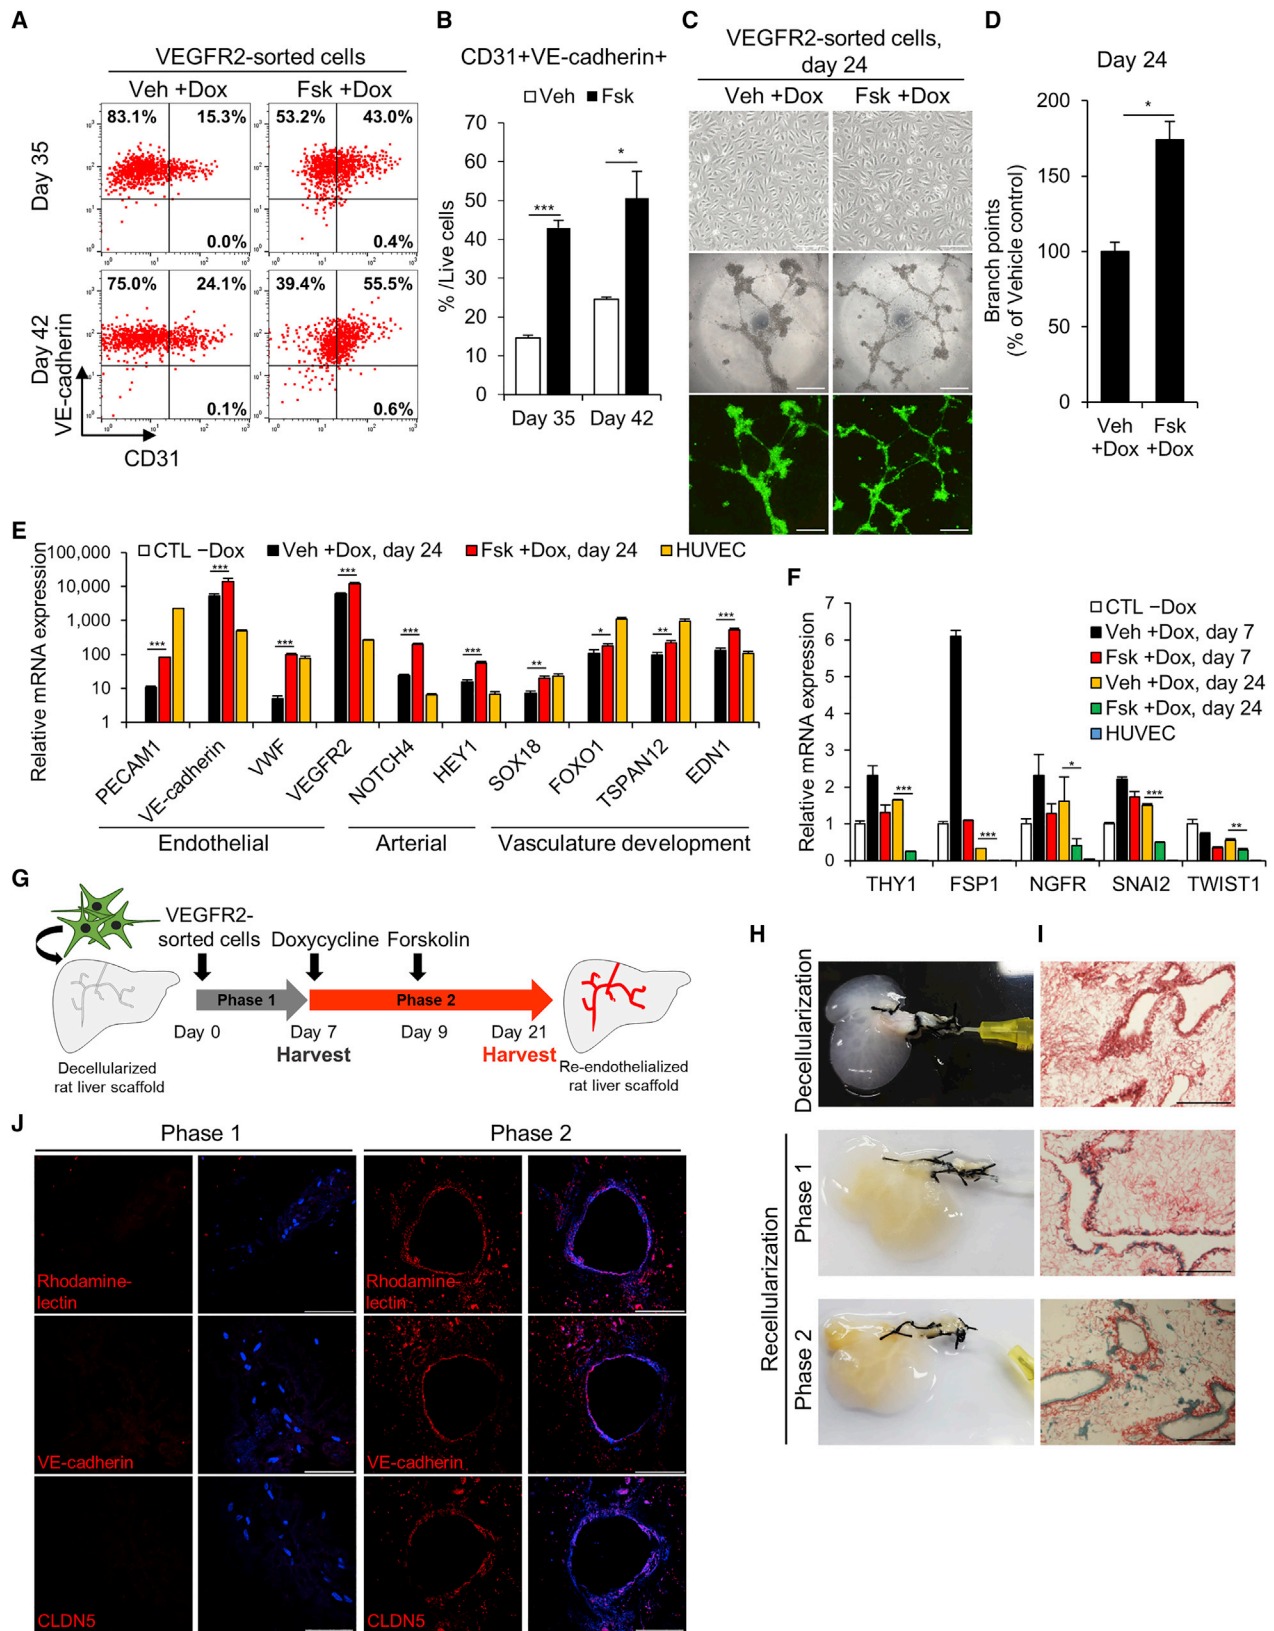 A
VEGFR2-sorted cells
Veh +Dox
Fsk +Dox
Day 35
83.1%
15.3%
0.0%
53.2%
43.0%
0.4%
Day 42
75.0%
24.1%
0.1%
39.4%
55.5%
0.6%
VE-cadherin
CD31
B
CD31+VE-cadherin+
Veh
Fsk
% /Live cells
70
60
50
40
30
20
10
0
***
*
Day 35
Day 42
C
VEGFR2-sorted cells,
day 24
Veh +Dox
Fsk +Dox
D
Day 24
Branch points
(% of Vehicle control)
200
150
100
50
0
*
Veh
+Dox
Fsk
+Dox
E
CTL −Dox
Veh +Dox, day 24
Fsk +Dox, day 24
HUVEC
Relative mRNA expression
100,000
10,000
1,000
100
10
1
***
***
***
***
***
***
**
*
**
***
PECAM1
VE-cadherin
VWF
VEGFR2
NOTCH4
HEY1
SOX18
FOXO1
TSPAN12
EDN1
Endothelial
Arterial
Vasculature development
F
CTL −Dox
Veh +Dox, day 7
Fsk +Dox, day 7
Veh +Dox, day 24
Fsk +Dox, day 24
HUVEC
Relative mRNA expression
7
6
5
4
3
2
1
0
***
***
*
***
**
THY1
FSP1
NGFR
SNAI2
TWIST1
G
VEGFR2-
sorted cells
Doxycycline
Forskolin
Phase 1
Phase 2
Day 0
Day 7
Day 9
Day 21
Harvest
Harvest
Decellularized
rat liver scaffold
Re-endothelialized
rat liver scaffold
H
I
Decellularization
Recellularization
Phase 1
Phase 2
J
Phase 1
Phase 2
Rhodamine-
lectin
Rhodamine-
lectin
VE-cadherin
VE-cadherin
CLDN5
CLDN5